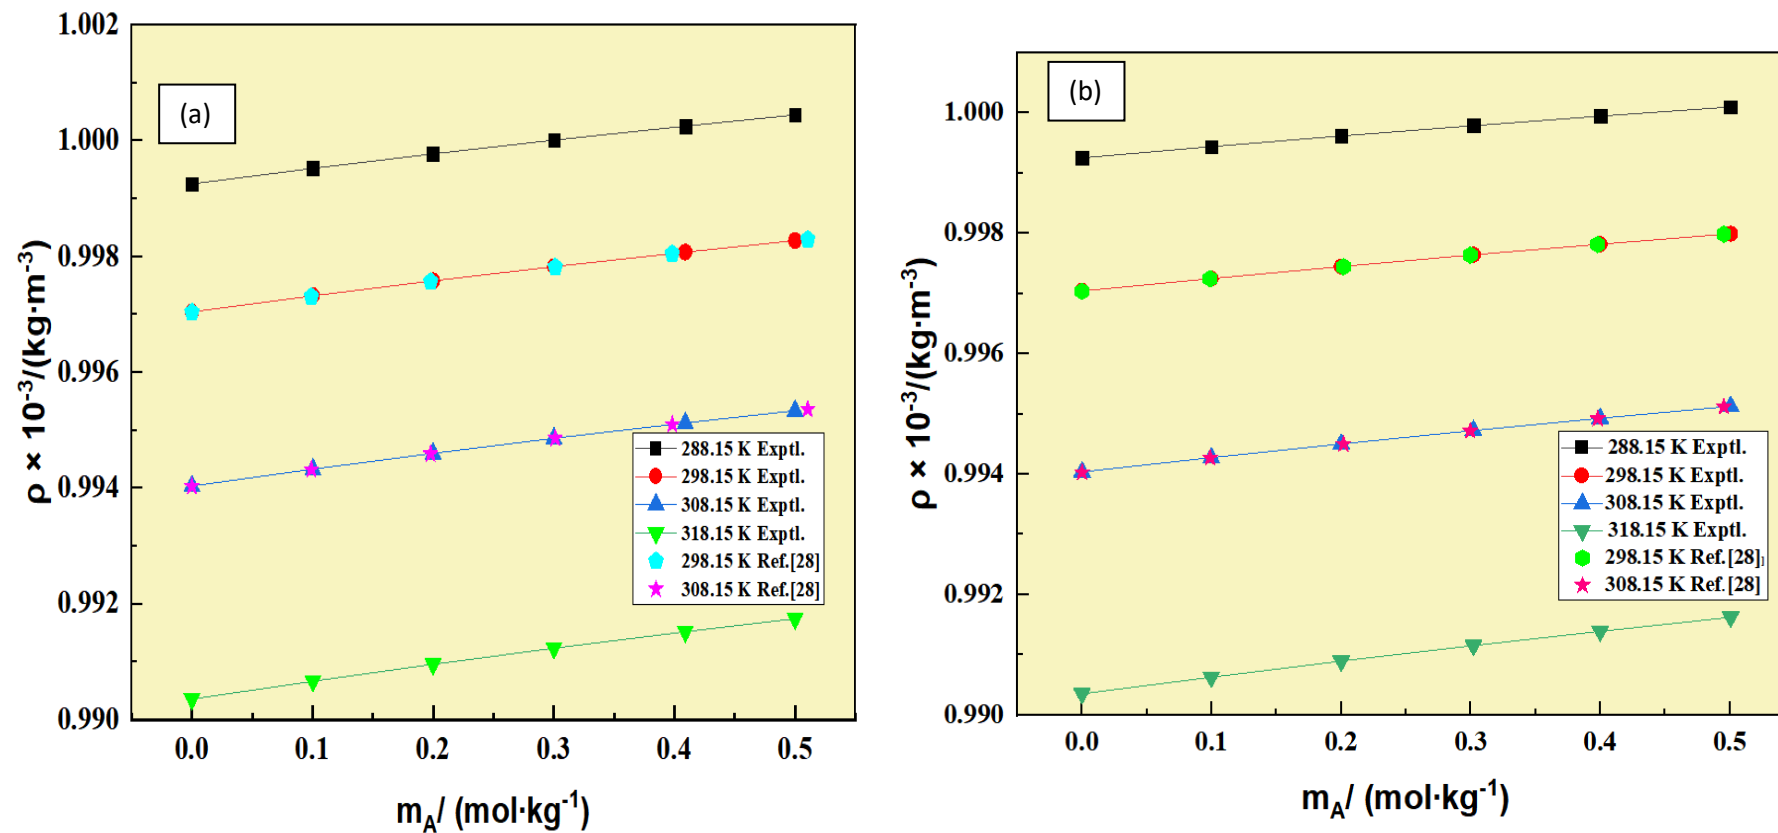 (a)
1.002
1.000
0.998
0.996
0.994
0.992
0.990
ρ × 10⁻³/(kg·m⁻³)
288.15 K Exptl.
298.15 K Exptl.
308.15 K Exptl.
318.15 K Exptl.
298.15 K Ref.[28]
308.15 K Ref.[28]
0.0 0.1 0.2 0.3 0.4 0.5
m_A/ (mol·kg⁻¹)
(b)
1.000
0.998
0.996
0.994
0.992
0.990
ρ × 10⁻³/(kg·m⁻³)
288.15 K Exptl.
298.15 K Exptl.
308.15 K Exptl.
318.15 K Exptl.
298.15 K Ref.[28]]
308.15 K Ref.[28]
0.0 0.1 0.2 0.3 0.4 0.5
m_A/ (mol·kg⁻¹)